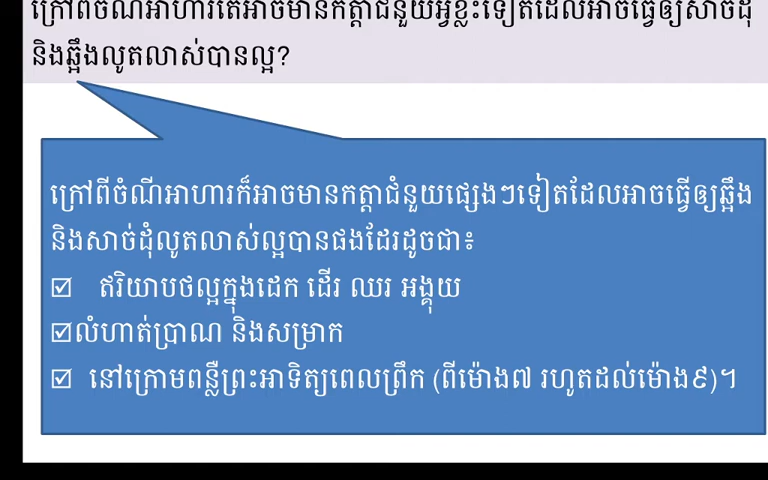 ក្រៅពីចំណីអាហារតើអាចមានកត្តាជំនួយអ្វីខ្លះទៀតដែលអាចធ្វើឲ្យសាច់ដុំ
និងឆ្អឹងលូតលាស់បានល្អ?
ក្រៅពីចំណីអាហារក៏អាចមានកត្តាជំនួយផ្សេងៗទៀតដែលអាចធ្វើឲ្យឆ្អឹង
និងសាច់ដុំលូតលាស់ល្អបានផងដែរដូចជា៖
☑ ឥរិយាបថល្អក្នុងដេក ដើរ ឈរ អង្គុយ
☑លំហាត់ប្រាណ និងសម្រាក
☑ នៅក្រោមពន្លឺព្រះអាទិត្យពេលព្រឹក (ពីម៉ោង៧ រហូតដល់ម៉ោង៩)។